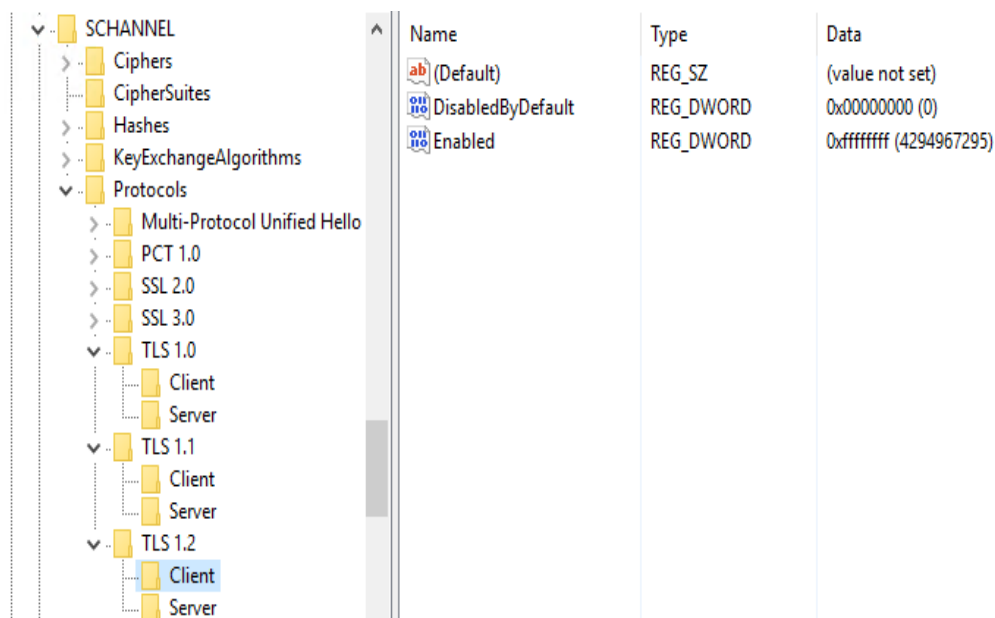 SCHANNEL
Ciphers
CipherSuites
Hashes
KeyExchangeAlgorithms
Protocols
Multi-Protocol Unified Hello
PCT 1.0
SSL 2.0
SSL 3.0
TLS 1.0
Client
Server
TLS 1.1
Client
Server
TLS 1.2
Client
Server
Name Type Data
ab (Default) REG_SZ (value not set)
DisabledByDefault REG_DWORD 0x00000000 (0)
Enabled REG_DWORD 0xffffffff (4294967295)